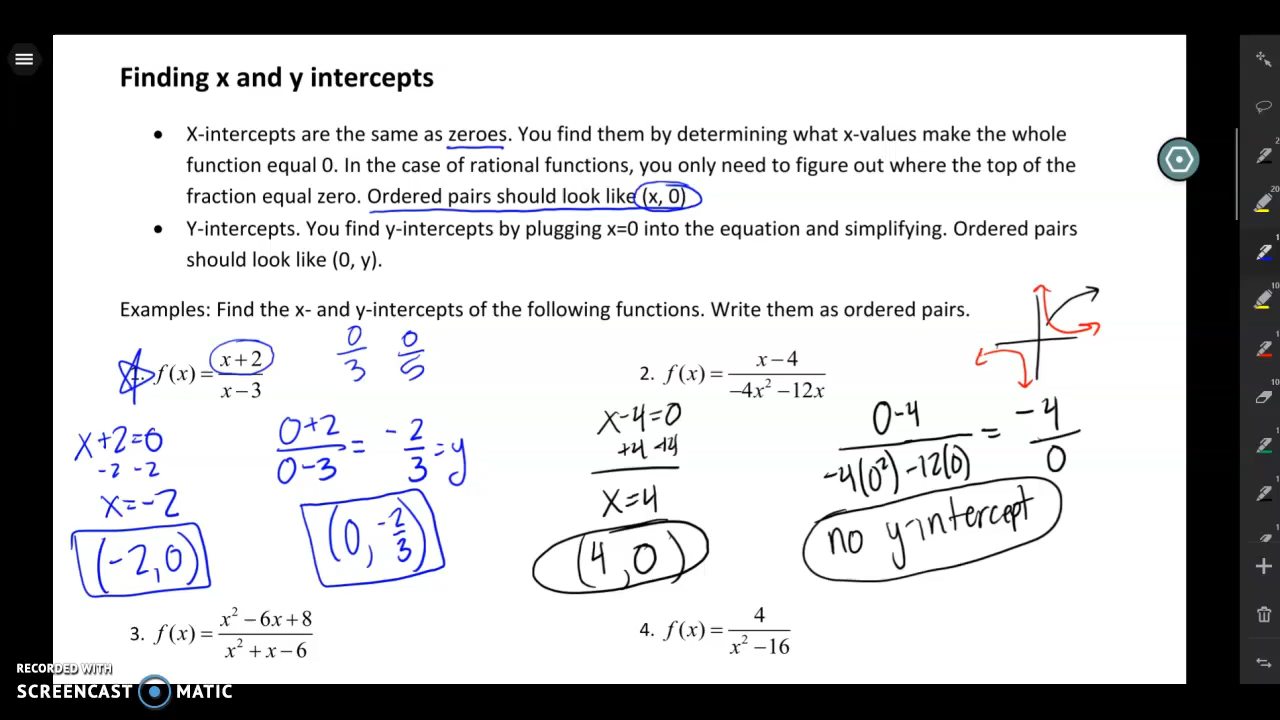 Finding x and y intercepts
• X-intercepts are the same as zeroes. You find them by determining what x-values make the whole
function equal 0. In the case of rational functions, you only need to figure out where the top of the
fraction equal zero. Ordered pairs should look like (x, 0)
• Y-intercepts. You find y-intercepts by plugging x=0 into the equation and simplifying. Ordered pairs
should look like (0, y).
Examples: Find the x- and y-intercepts of the following functions. Write them as ordered pairs.
f(x) = (x+2)/(x−3)
0/3 0/5
x+2=0
-2 -2
x=-2
(-2,0)
(0+2)/(0-3) = -2/3 = y
(0, -2/3)
2. f(x) = (x−4)/(−4x²−12x)
x-4=0
+4 +4
x=4
(4,0)
(0-4)/(-4(0²)-12(0)) = -4/0
no y-intercept
3. f(x) = (x²−6x+8)/(x²+x−6)
4. f(x) = 4/(x²−16)
RECORDED WITH
SCREENCAST MATIC